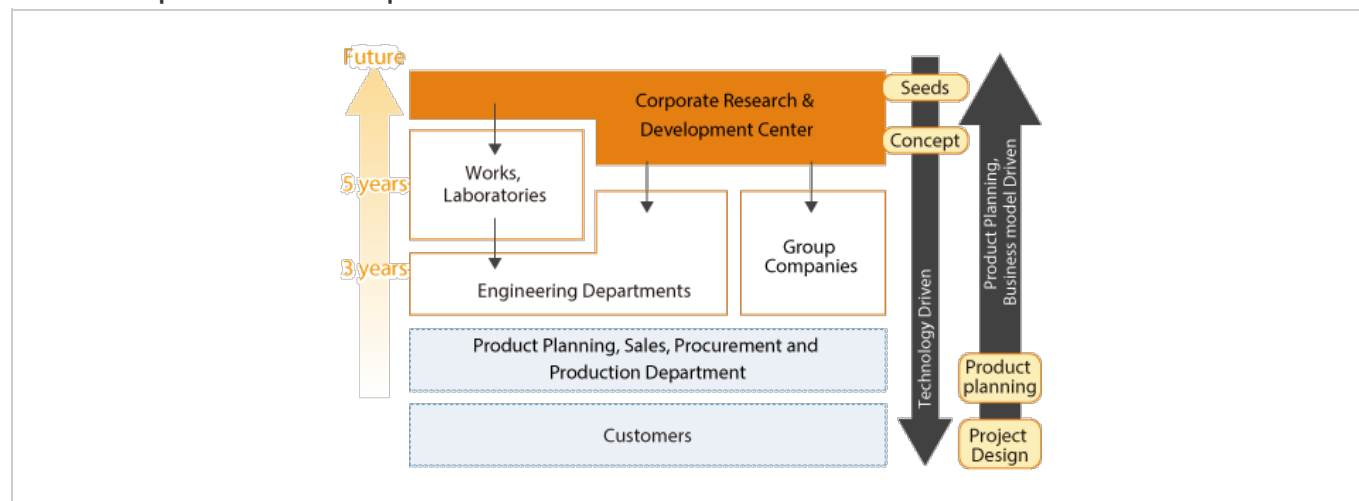 Future
5 years
3 years
Corporate Research &
Development Center
Works,
Laboratories
Engineering Departments
Group
Companies
Product Planning, Sales, Procurement and
Production Department
Customers
Seeds
Concept
Technology Driven
Product Planning,
Business model Driven
Product
planning
Project
Design